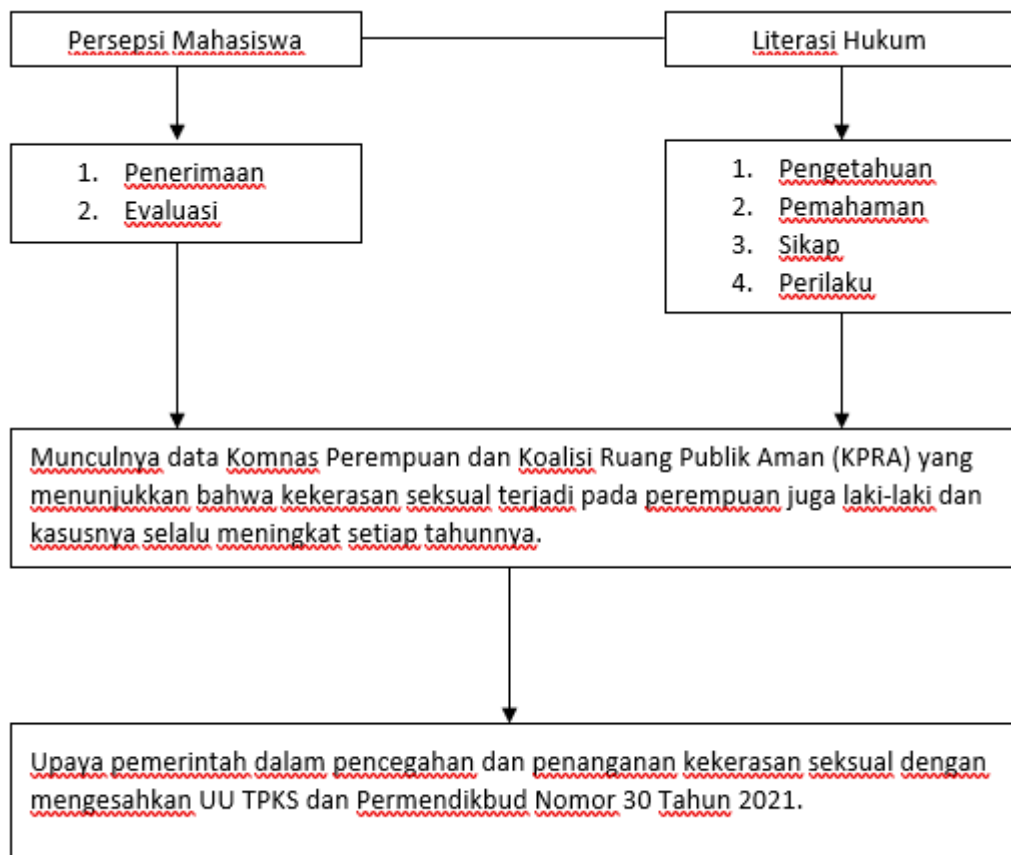 Persepsi Mahasiswa
Literasi Hukum
1. Penerimaan
2. Evaluasi
1. Pengetahuan
2. Pemahaman
3. Sikap
4. Perilaku
Munculnya data Komnas Perempuan dan Koalisi Ruang Publik Aman (KPRA) yang
menunjukkan bahwa kekerasan seksual terjadi pada perempuan juga laki-laki dan
kasusnya selalu meningkat setiap tahunnya.
Upaya pemerintah dalam pencegahan dan penanganan kekerasan seksual dengan
mengesahkan UU TPKS dan Permendikbud Nomor 30 Tahun 2021.